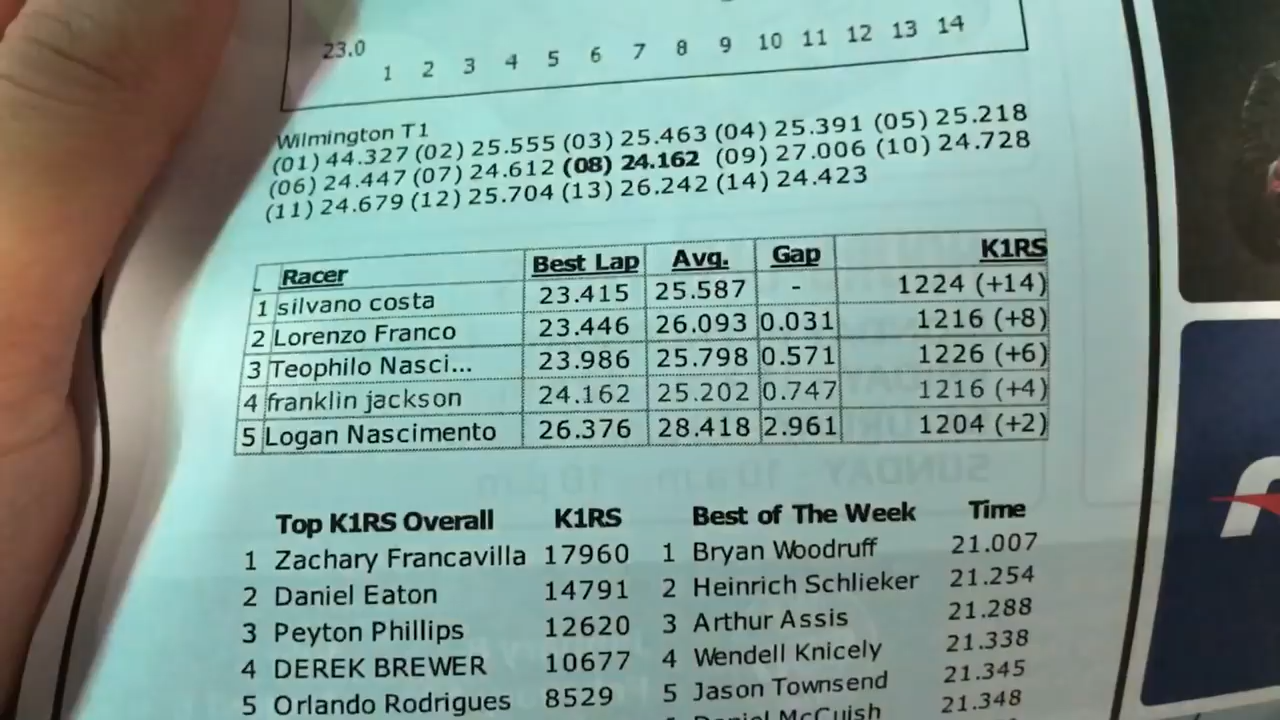 23.0
1 2 3 4 5 6 7 8 9 10 11 12 13 14
Wilmington T1
(01) 44.327 (02) 25.555 (03) 25.463 (04) 25.391 (05) 25.218
(06) 24.447 (07) 24.612 (08) 24.162 (09) 27.006 (10) 24.728
(11) 24.679 (12) 25.704 (13) 26.242 (14) 24.423
. Racer Best Lap Avg. Gap K1RS
1 silvano costa 23.415 25.587 - 1224 (+14)
2 Lorenzo Franco 23.446 26.093 0.031 1216 (+8)
3 Teophilo Nasci... 23.986 25.798 0.571 1226 (+6)
4 franklin jackson 24.162 25.202 0.747 1216 (+4)
5 Logan Nascimento 26.376 28.418 2.961 1204 (+2)
Top K1RS Overall K1RS Best of The Week Time
1 Zachary Francavilla 17960 1 Bryan Woodruff 21.007
2 Daniel Eaton 14791 2 Heinrich Schlieker 21.254
3 Peyton Phillips 12620 3 Arthur Assis 21.288
4 DEREK BREWER 10677 4 Wendell Knicely 21.338
5 Orlando Rodrigues 8529 5 Jason Townsend 21.345
Daniel McCuish 21.348